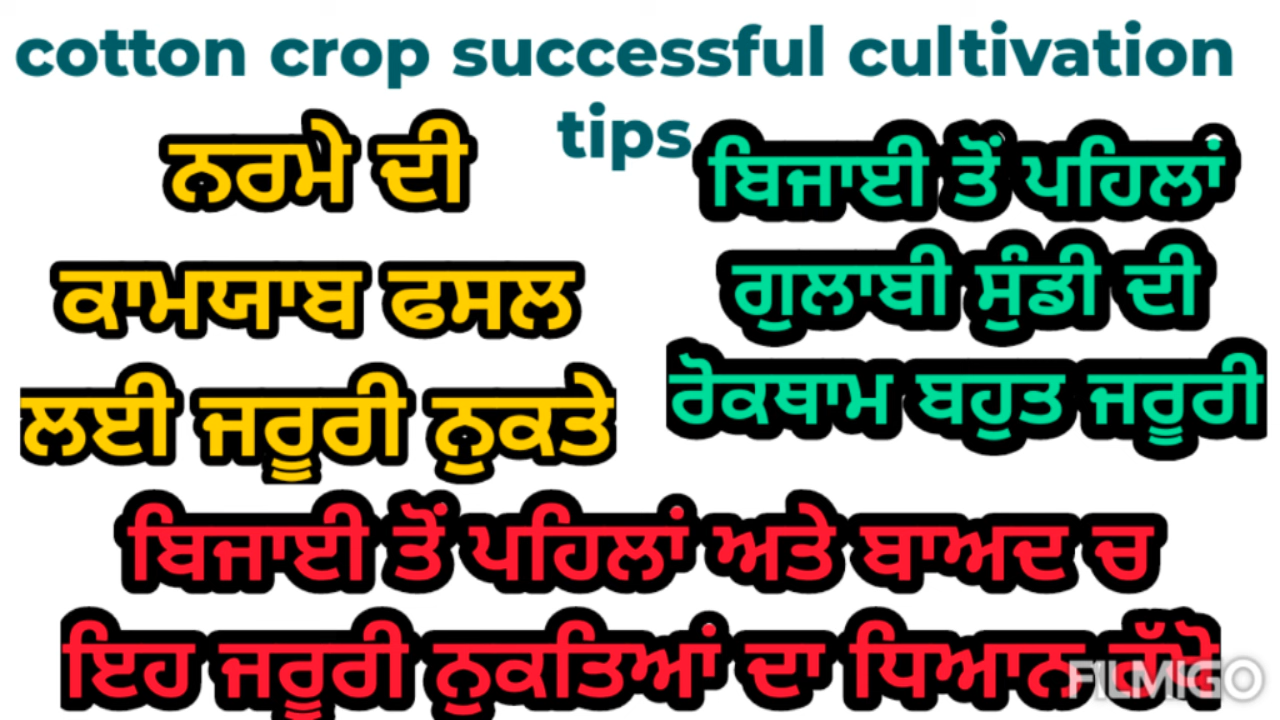 cotton crop successful cultivation
tips
ਨਰਮੇ ਦੀ
ਕਾਮਯਾਬ ਫਸਲ
ਲਈ ਜਰੂਰੀ ਨੁਕਤੇ
ਬਿਜਾਈ ਤੋਂ ਪਹਿਲਾਂ
ਗੁਲਾਬੀ ਸੁੰਡੀ ਦੀ
ਰੋਕਥਾਮ ਬਹੁਤ ਜਰੂਰੀ
ਬਿਜਾਈ ਤੋਂ ਪਹਿਲਾਂ ਅਤੇ ਬਾਅਦ ਚ
ਇਹ ਜਰੂਰੀ ਨੁਕਤਿਆਂ ਦਾ ਧਿਆਨ
FILMIGO